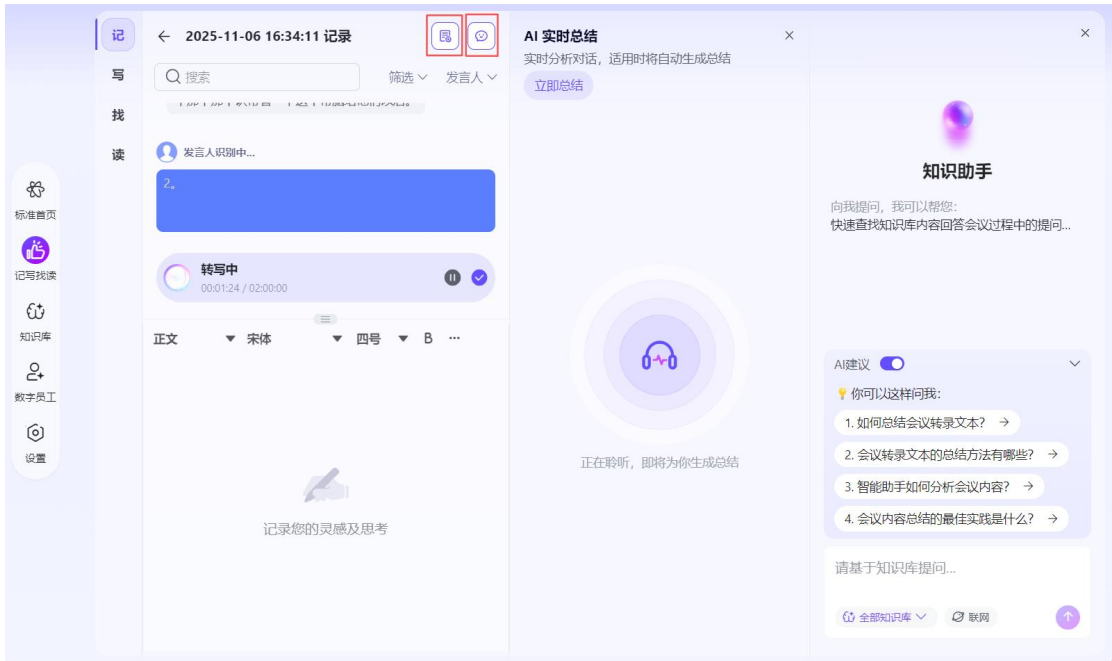 标准首页
记写找读
知识库
数字员工
设置
记
写
找
读
2025-11-06 16:34:11 记录
搜索
筛选
发言人
发言人识别中...
2。
转写中
00:01:24 / 02:00:00
正文
宋体
四号
B
记录您的灵感及思考
AI 实时总结
实时分析对话，适用时将自动生成总结
立即总结
正在聆听，即将为你生成总结
知识助手
向我提问，我可以帮您：
快速查找知识库内容回答会议过程中的提问...
AI建议
你可以这样问我：
1. 如何总结会议转录文本？ →
2. 会议转录文本的总结方法有哪些？ →
3. 智能助手如何分析会议内容？ →
4. 会议内容总结的最佳实践是什么？ →
请基于知识库提问...
全部知识库
联网